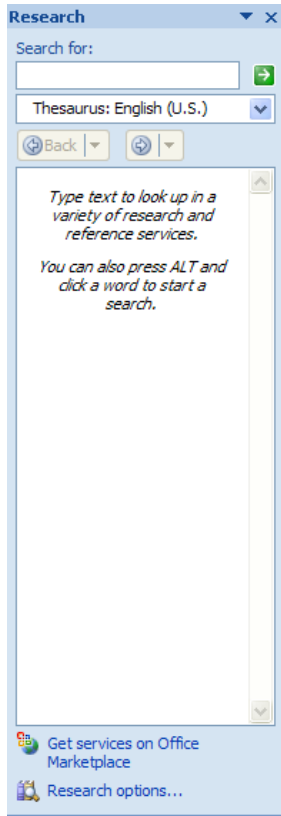 Research
Search for:
Thesaurus: English (U.S.)
Back
Type text to look up in a
variety of research and
reference services.
You can also press ALT and
click a word to start a
search.
Get services on Office
Marketplace
Research options...